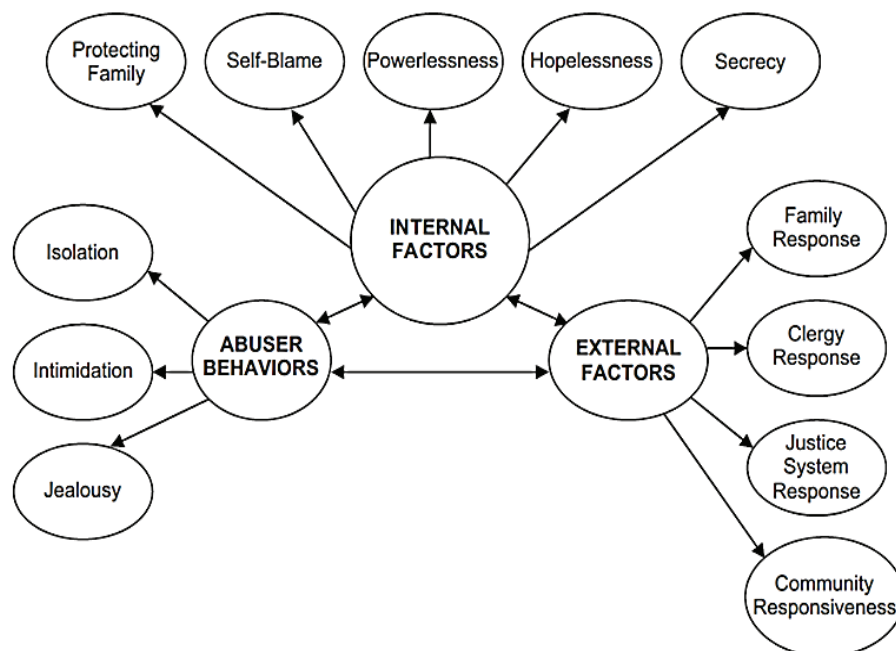 Protecting
Family
Self-Blame
Powerlessness
Hopelessness
Secrecy
INTERNAL
FACTORS
Family
Response
Isolation
Clergy
Response
ABUSER
BEHAVIORS
EXTERNAL
FACTORS
Intimidation
Justice
System
Response
Jealousy
Community
Responsiveness